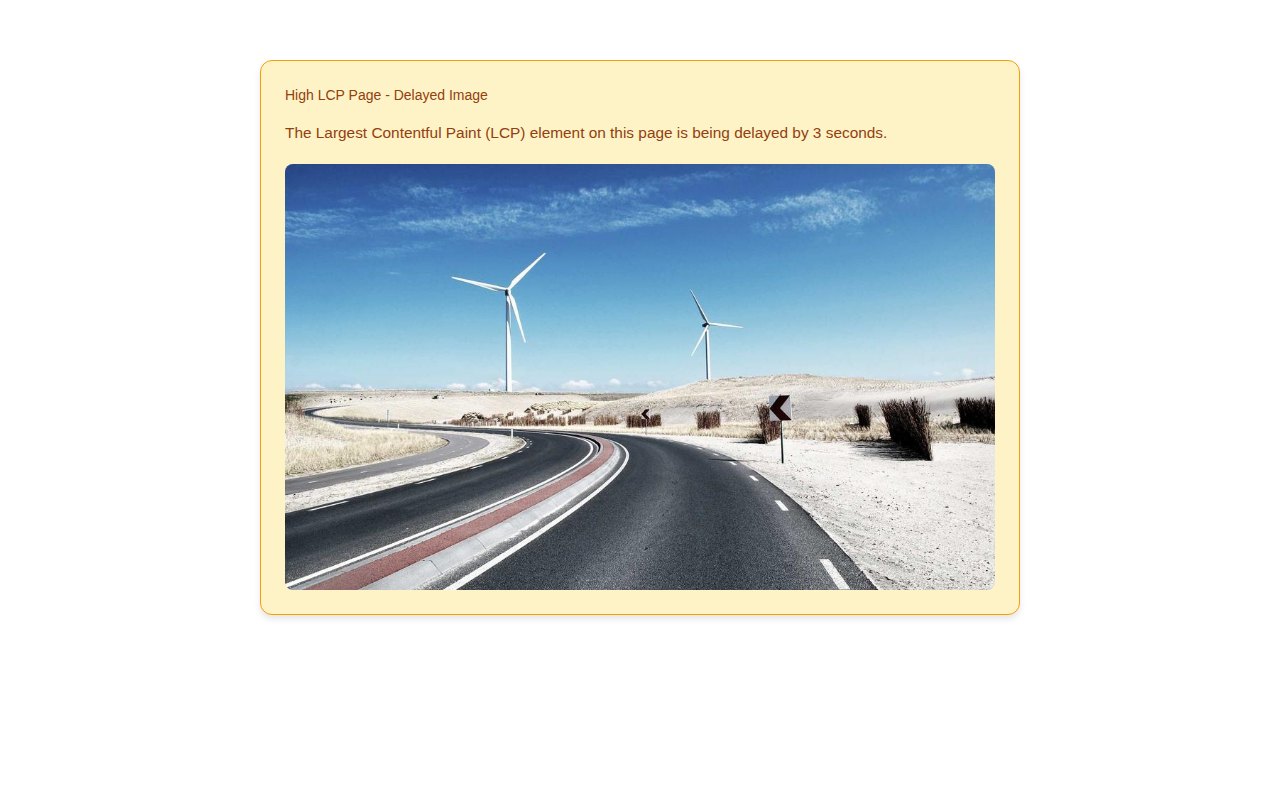 High LCP Page - Delayed Image
The Largest Contentful Paint (LCP) element on this page is being delayed by 3 seconds.